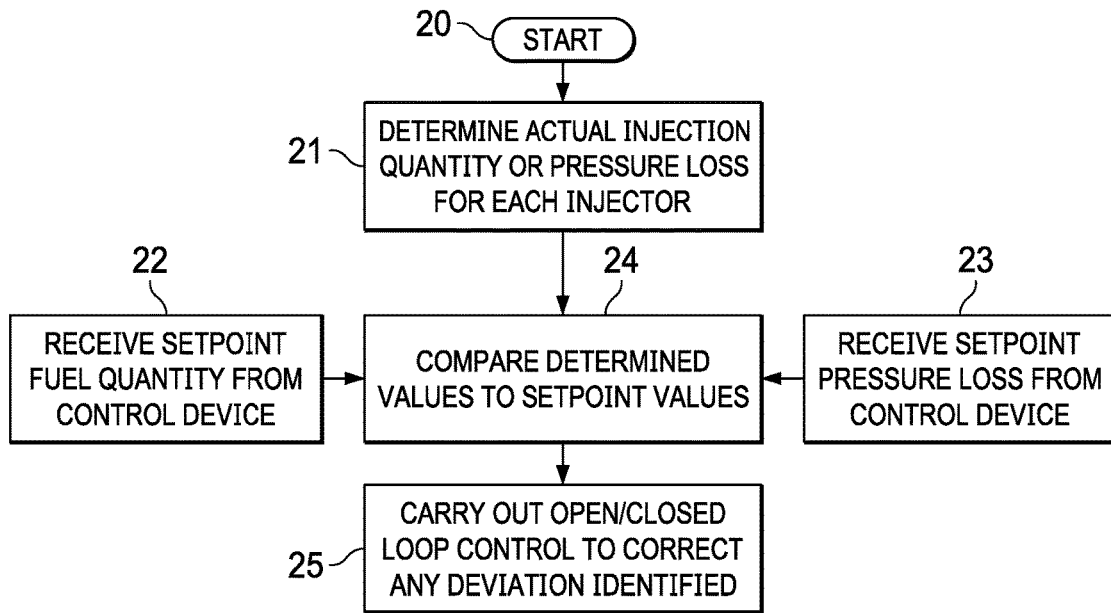 20
START
21
DETERMINE ACTUAL INJECTION
QUANTITY OR PRESSURE LOSS
FOR EACH INJECTOR
22
RECEIVE SETPOINT
FUEL QUANTITY FROM
CONTROL DEVICE
24
COMPARE DETERMINED
VALUES TO SETPOINT VALUES
23
RECEIVE SETPOINT
PRESSURE LOSS FROM
CONTROL DEVICE
25
CARRY OUT OPEN/CLOSED
LOOP CONTROL TO CORRECT
ANY DEVIATION IDENTIFIED